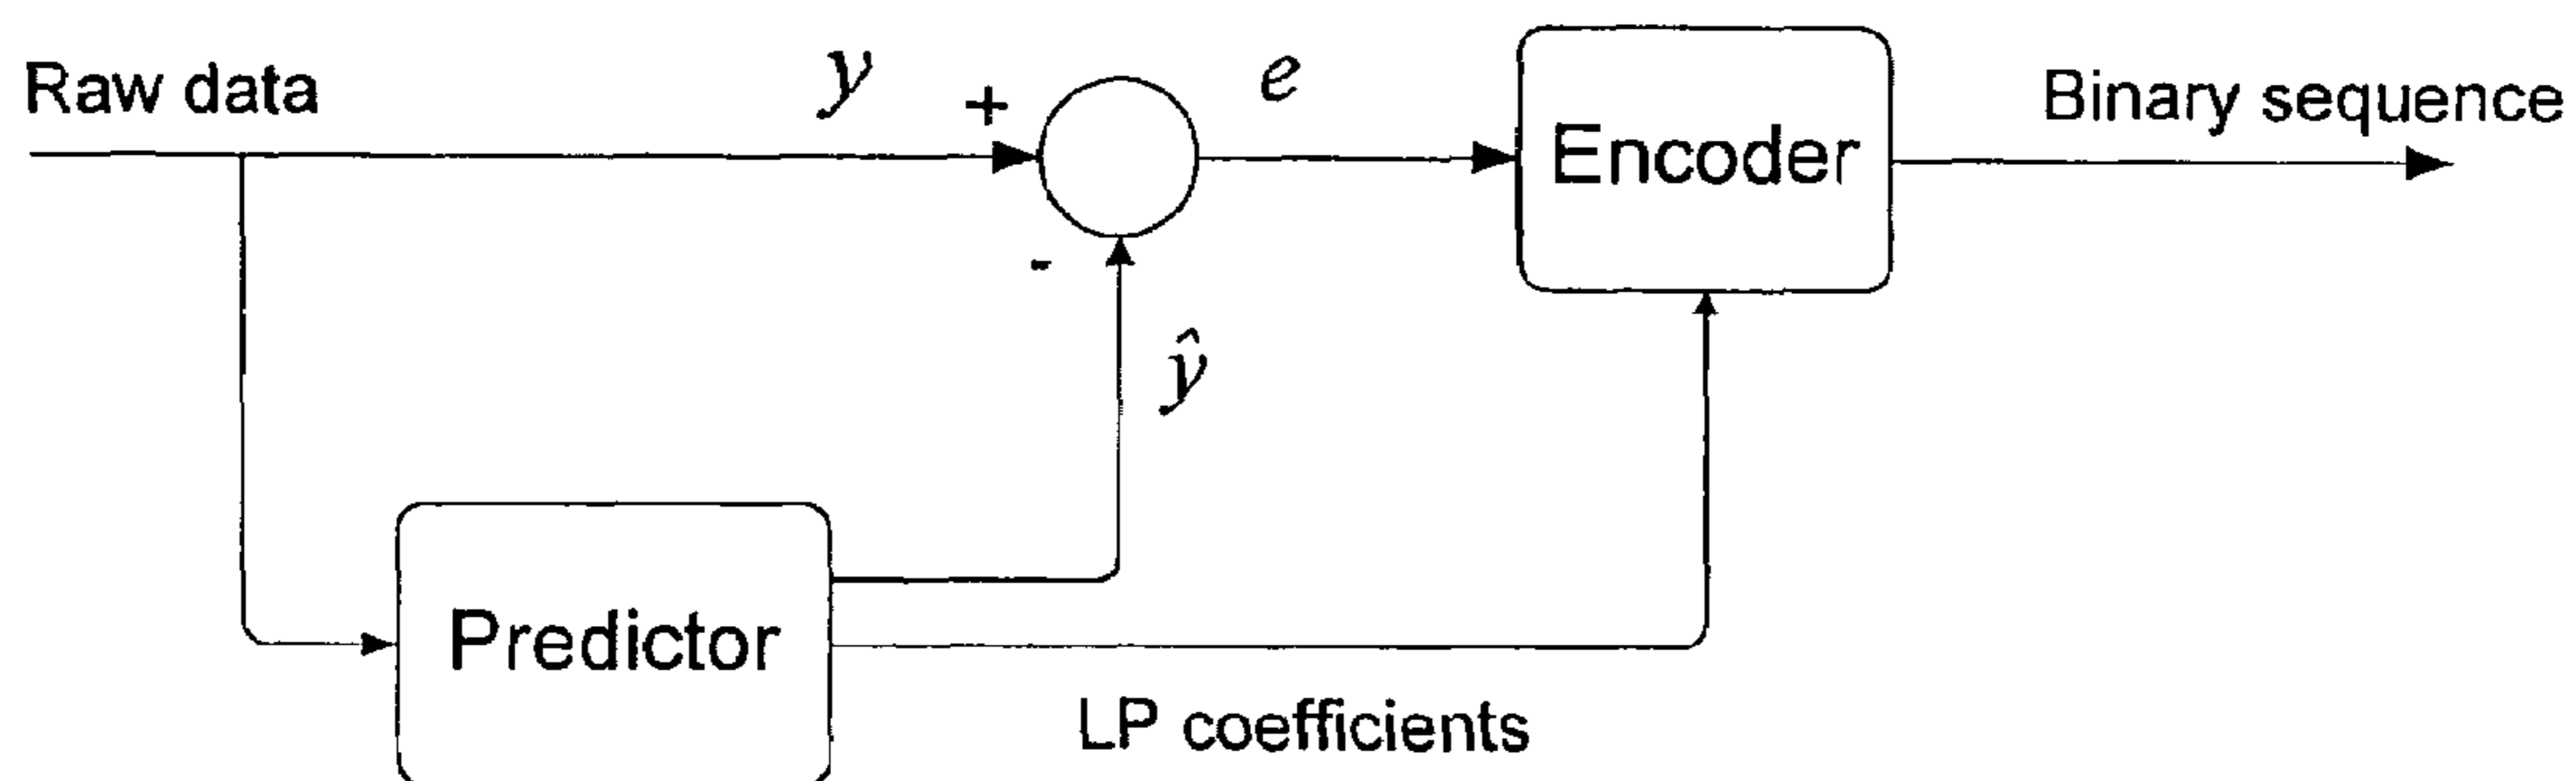 Raw data
y
+
e
Encoder
Binary sequence
-
ŷ
Predictor
LP coefficients